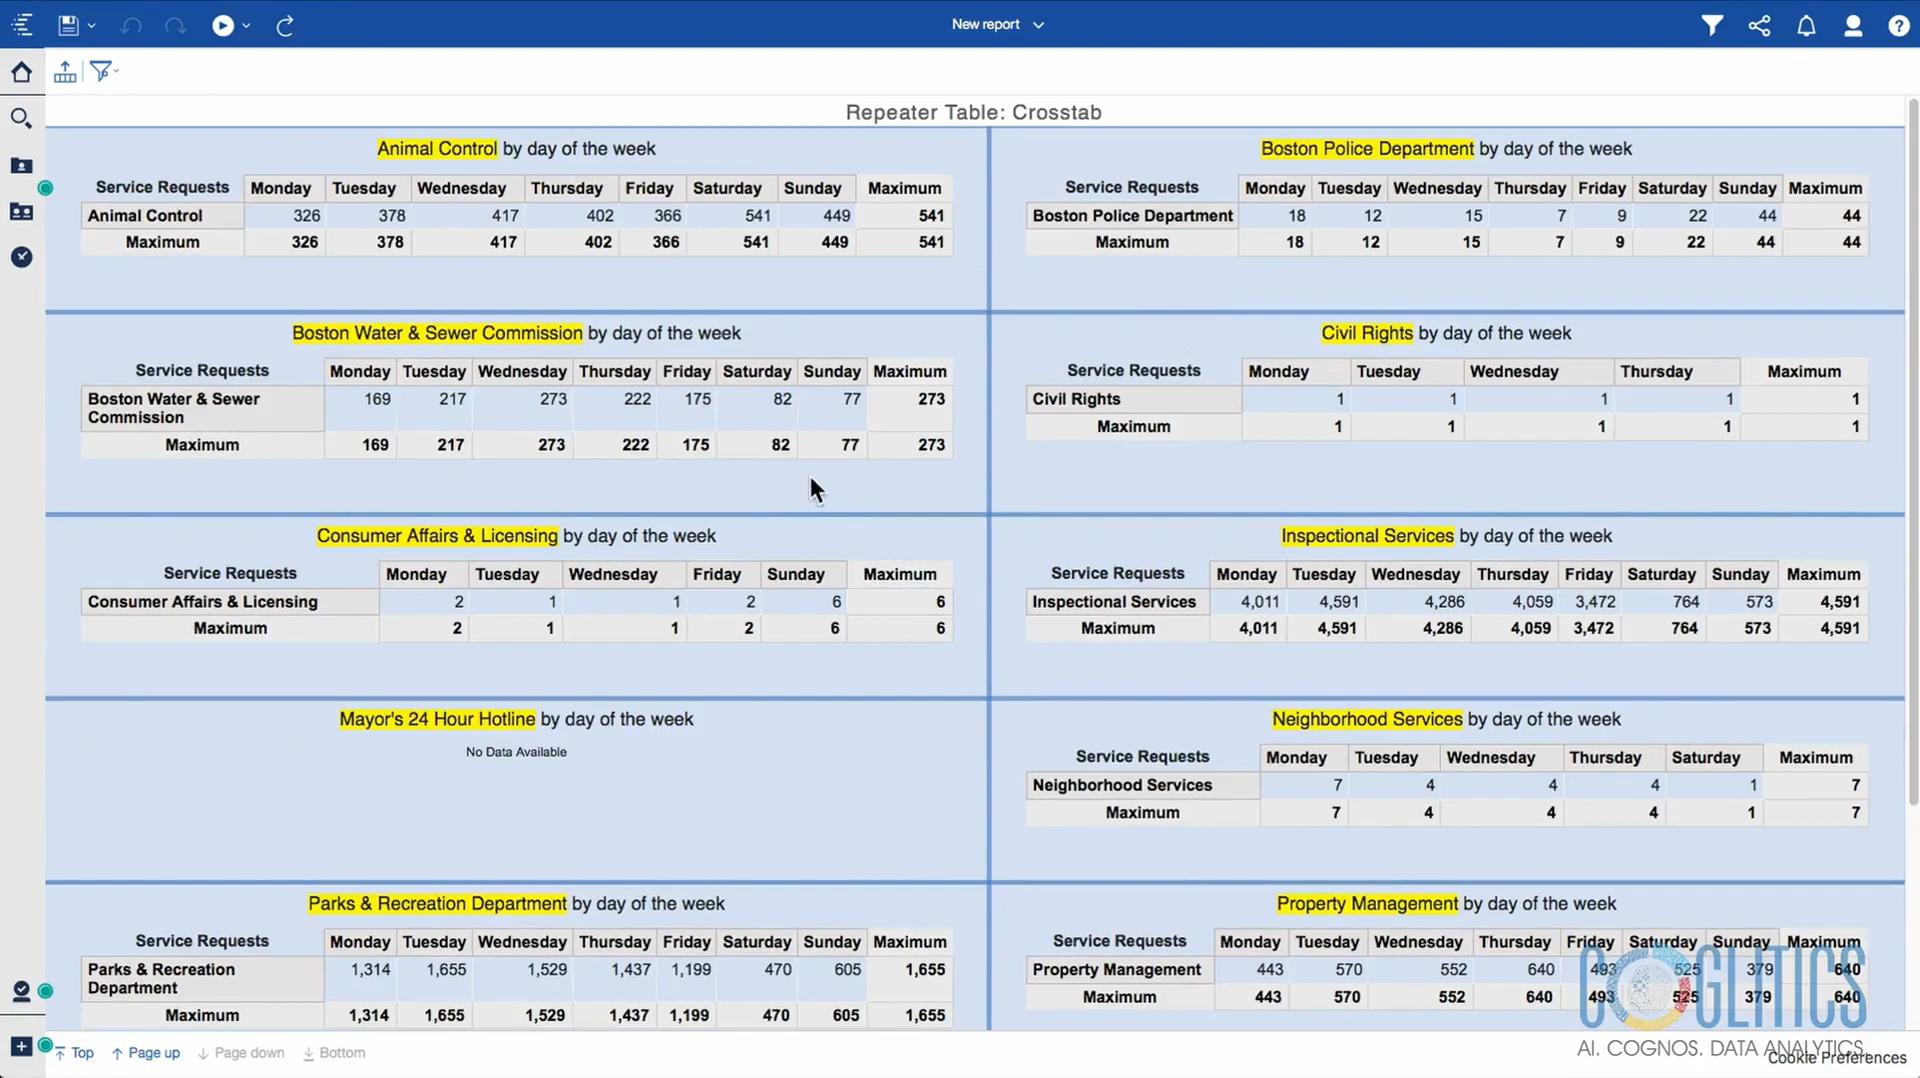 New report
Repeater Table: Crosstab
Animal Control by day of the week
Service Requests Monday Tuesday Wednesday Thursday Friday Saturday Sunday Maximum
Animal Control 326 378 417 402 366 541 449 541
Maximum 326 378 417 402 366 541 449 541
Boston Police Department by day of the week
Service Requests Monday Tuesday Wednesday Thursday Friday Saturday Sunday Maximum
Boston Police Department 18 12 15 7 9 22 44 44
Maximum 18 12 15 7 9 22 44 44
Boston Water & Sewer Commission by day of the week
Service Requests Monday Tuesday Wednesday Thursday Friday Saturday Sunday Maximum
Boston Water & Sewer 169 217 273 222 175 82 77 273
Commission
Maximum 169 217 273 222 175 82 77 273
Civil Rights by day of the week
Service Requests Monday Tuesday Wednesday Thursday Maximum
Civil Rights 1 1 1 1 1
Maximum 1 1 1 1 1
Consumer Affairs & Licensing by day of the week
Service Requests Monday Tuesday Wednesday Friday Sunday Maximum
Consumer Affairs & Licensing 2 1 1 2 6 6
Maximum 2 1 1 2 6 6
Inspectional Services by day of the week
Service Requests Monday Tuesday Wednesday Thursday Friday Saturday Sunday Maximum
Inspectional Services 4,011 4,591 4,286 4,059 3,472 764 573 4,591
Maximum 4,011 4,591 4,286 4,059 3,472 764 573 4,591
Mayor's 24 Hour Hotline by day of the week
No Data Available
Neighborhood Services by day of the week
Service Requests Monday Tuesday Wednesday Thursday Saturday Maximum
Neighborhood Services 7 4 4 4 1 7
Maximum 7 4 4 4 1 7
Parks & Recreation Department by day of the week
Service Requests Monday Tuesday Wednesday Thursday Friday Saturday Sunday Maximum
Parks & Recreation 1,314 1,655 1,529 1,437 1,199 470 605 1,655
Department
Maximum 1,314 1,655 1,529 1,437 1,199 470 605 1,655
Property Management by day of the week
Service Requests Monday Tuesday Wednesday Thursday Friday Saturday Sunday Maximum
Property Management 443 570 552 640 493 525 379 640
Maximum 443 570 552 640 493 525 379 640
COGLITICS
AI. COGNOS. DATA ANALYTICS.
Top Page up Page down Bottom
Cookie Preferences